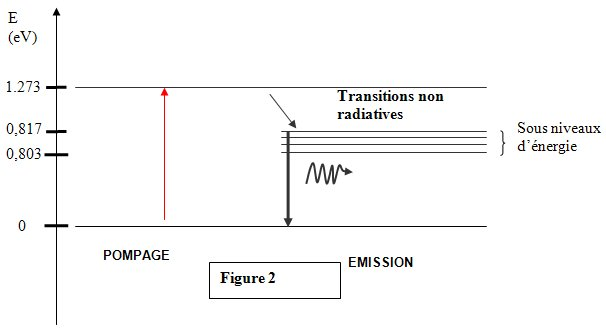 E
(eV)
1.273
Transitions non
radiatives
0,817
Sous niveaux
d'énergie
0,803
0
POMPAGE
EMISSION
Figure 2